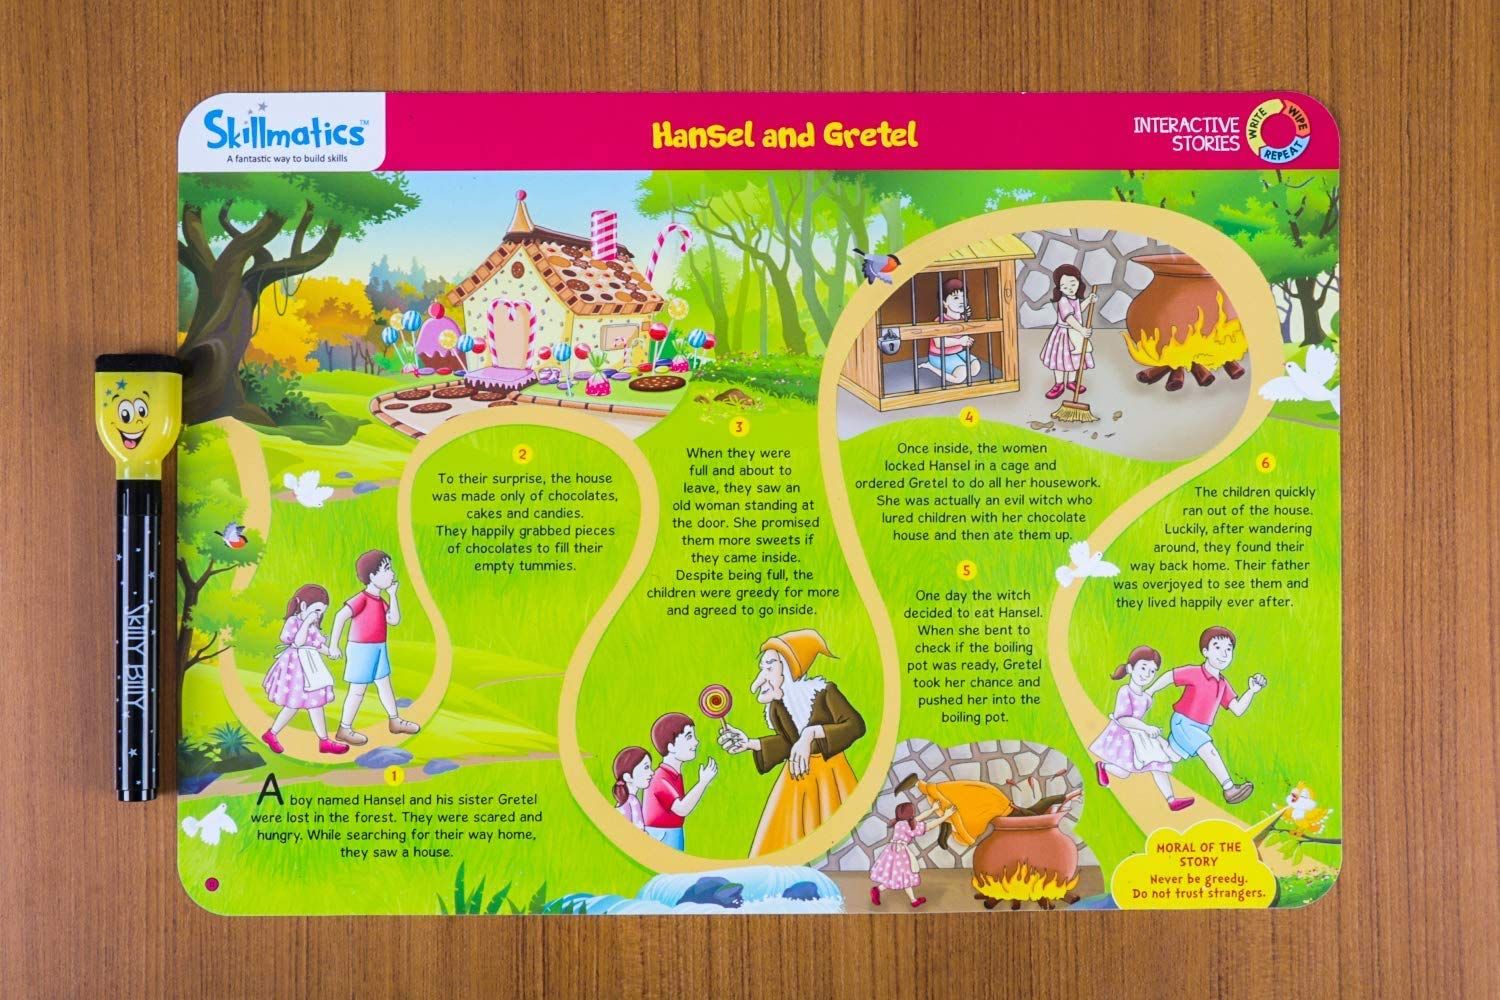 Skillmatics™
A fantastic way to build skills
Hansel and Gretel
INTERACTIVE
STORIES
WRITE
WIPE
REPEAT
1
A boy named Hansel and his sister Gretel
were lost in the forest. They were scared and
hungry. While searching for their way home,
they saw a house.
2
To their surprise, the house
was made only of chocolates,
cakes and candies.
They happily grabbed pieces
of chocolates to fill their
empty tummies.
3
When they were
full and about to
leave, they saw an
old woman standing at
the door. She promised
them more sweets if
they came inside.
Despite being full, the
children were greedy for more
and agreed to go inside.
4
Once inside, the women
locked Hansel in a cage and
ordered Gretel to do all her housework.
She was actually an evil witch who
lured children with her chocolate
house and then ate them up.
5
One day the witch
decided to eat Hansel.
When she bent to
check if the boiling
pot was ready, Gretel
took her chance and
pushed her into the
boiling pot.
6
The children quickly
ran out of the house.
Luckily, after wandering
around, they found their
way back home. Their father
was overjoyed to see them and
they lived happily ever after.
MORAL OF THE
STORY
Never be greedy.
Do not trust strangers.
SKILLY BILLY